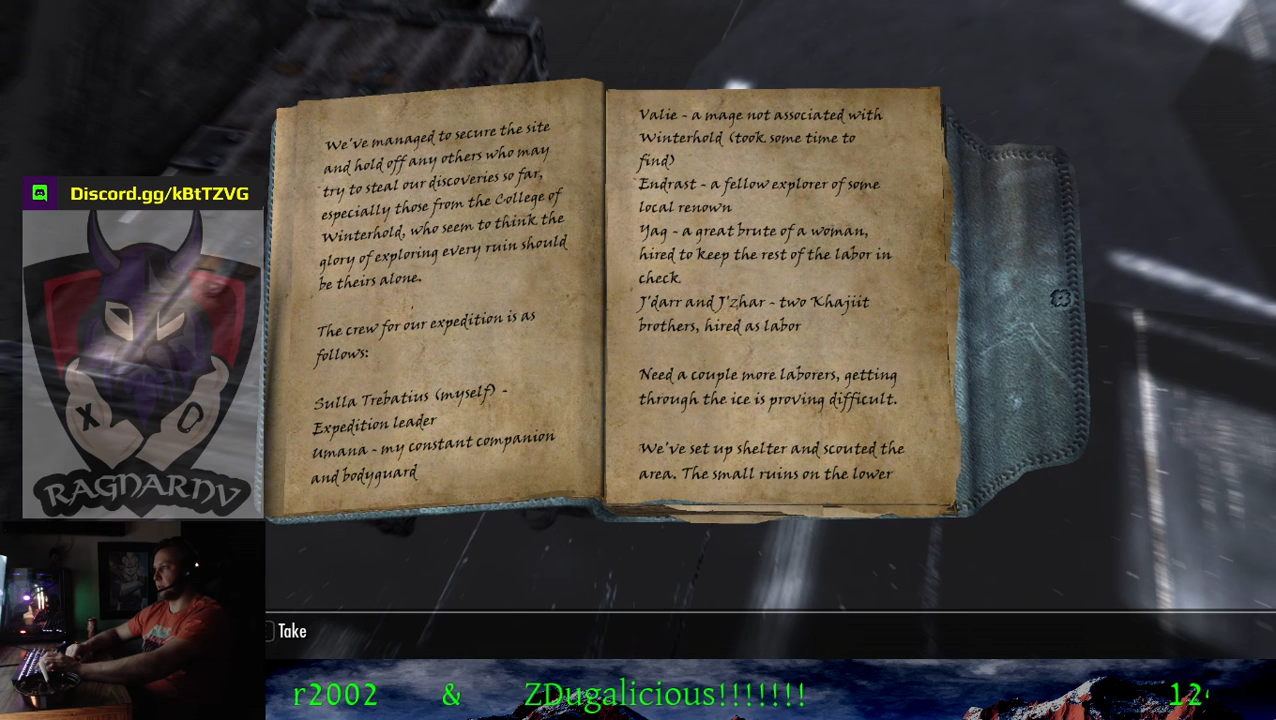 Discord.gg/kBtTZVG
RAGNARDV
We've managed to secure the site
and hold off any others who may
try to steal our discoveries so far,
especially those from the College of
Winterhold, who seem to think the
glory of exploring every ruin should
be theirs alone.
The crew for our expedition is as
follows:
Sulla Trebatius (myself) -
Expedition leader
Umana - my constant companion
and bodyguard
Valie - a mage not associated with
Winterhold (took some time to
find)
Endrast - a fellow explorer of some
local renown
Yag - a great brute of a woman,
hired to keep the rest of the labor in
check.
J'darr and J'zhar - two Khajiit
brothers, hired as labor
Need a couple more laborers, getting
through the ice is proving difficult.
We've set up shelter and scouted the
area. The small ruins on the lower
Take
r2002 & ZDugalicious!!!!!!!